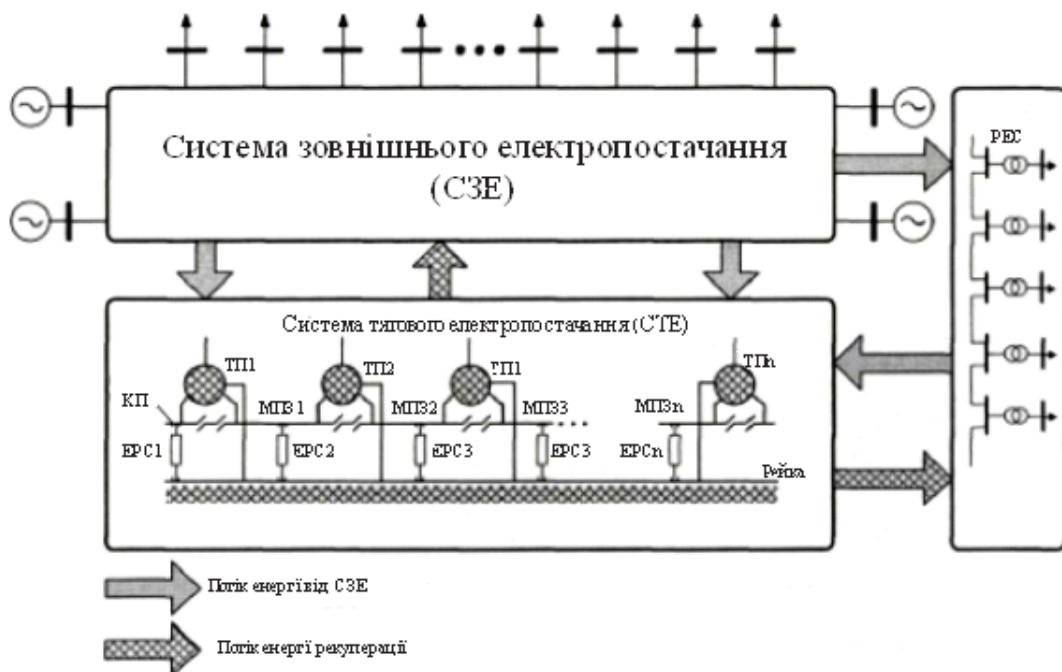 Система зовнішнього електропостачання
(СЗЕ)
РЕС
Система тягового електропостачання (СТЕ)
ТП1
ТП2
ТП1
ТПn
КП
МПЗ1
МПЗ2
МПЗ3
МПЗn
ЕРС1
ЕРС2
ЕРС3
ЕРС3
ЕРСn
Рейка
Потік енергії від СЗЕ
Потік енергії рекуперації